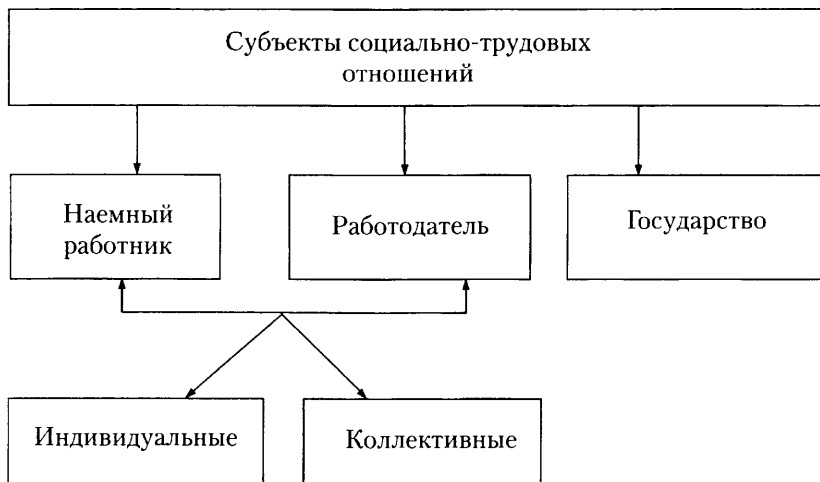 Субъекты социально-трудовых
отношений
Наемный
работник
Работодатель
Государство
Индивидуальные
Коллективные